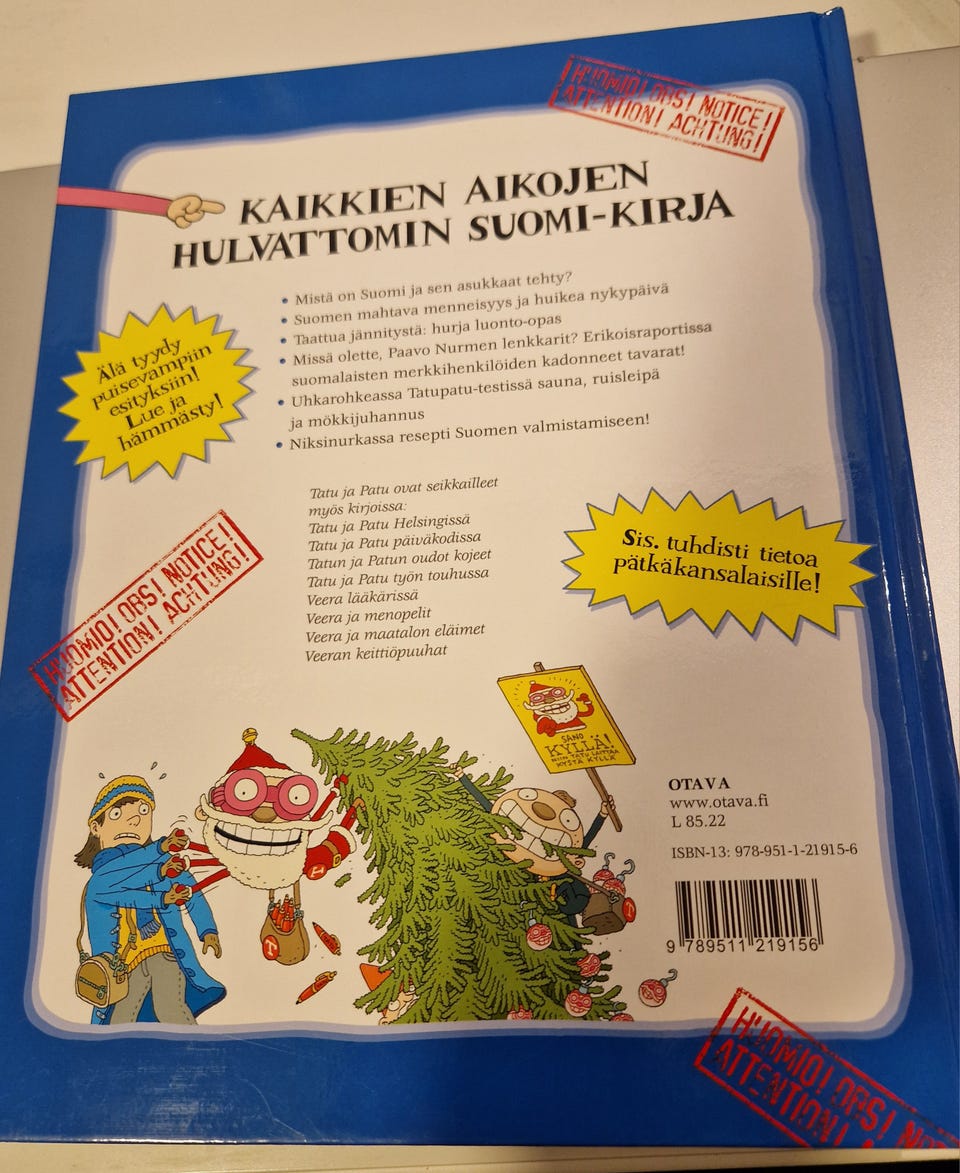 HUOMIO! OBS! NOTICE!
ATTENTION! ACHTUNG!
KAIKKIEN AIKOJEN
HULVATTOMIN SUOMI-KIRJA
• Mistä on Suomi ja sen asukkaat tehty?
• Suomen mahtava menneisyys ja huikea nykypäivä
• Taattua jännitystä: hurja luonto-opas
• Missä olette, Paavo Nurmen lenkkarit? Erikoisraportissa
suomalaisten merkkihenkilöiden kadonneet tavarat!
• Uhkarohkeassa Tatupatu-testissä sauna, ruisleipä
ja mökkijuhannus
• Niksinurkassa resepti Suomen valmistamiseen!
Älä tyydy
puisevampiin
esityksiin!
Lue ja
hämmästy!
Tatu ja Patu ovat seikkailleet
myös kirjoissa:
Tatu ja Patu Helsingissä
Tatu ja Patu päiväkodissa
Tatun ja Patun oudot kojeet
Tatu ja Patu työn touhussa
Veera lääkärissä
Veera ja menopelit
Veera ja maatalon eläimet
Veeran keittiöpuuhat
Sis. tuhdisti tietoa
pätkäkansalaisille!
HUOMIO! OBS! NOTICE!
ATTENTION! ACHTUNG!
SANO
KYLLÄ!
NIIN TATU LAITTAA
KYSTÄ KYLLÄ
T
T
T
OTAVA
www.otava.fi
L 85.22
ISBN-13: 978-951-1-21915-6
9 789511 219156
HUOMIO! OBS!
ATTENTION!